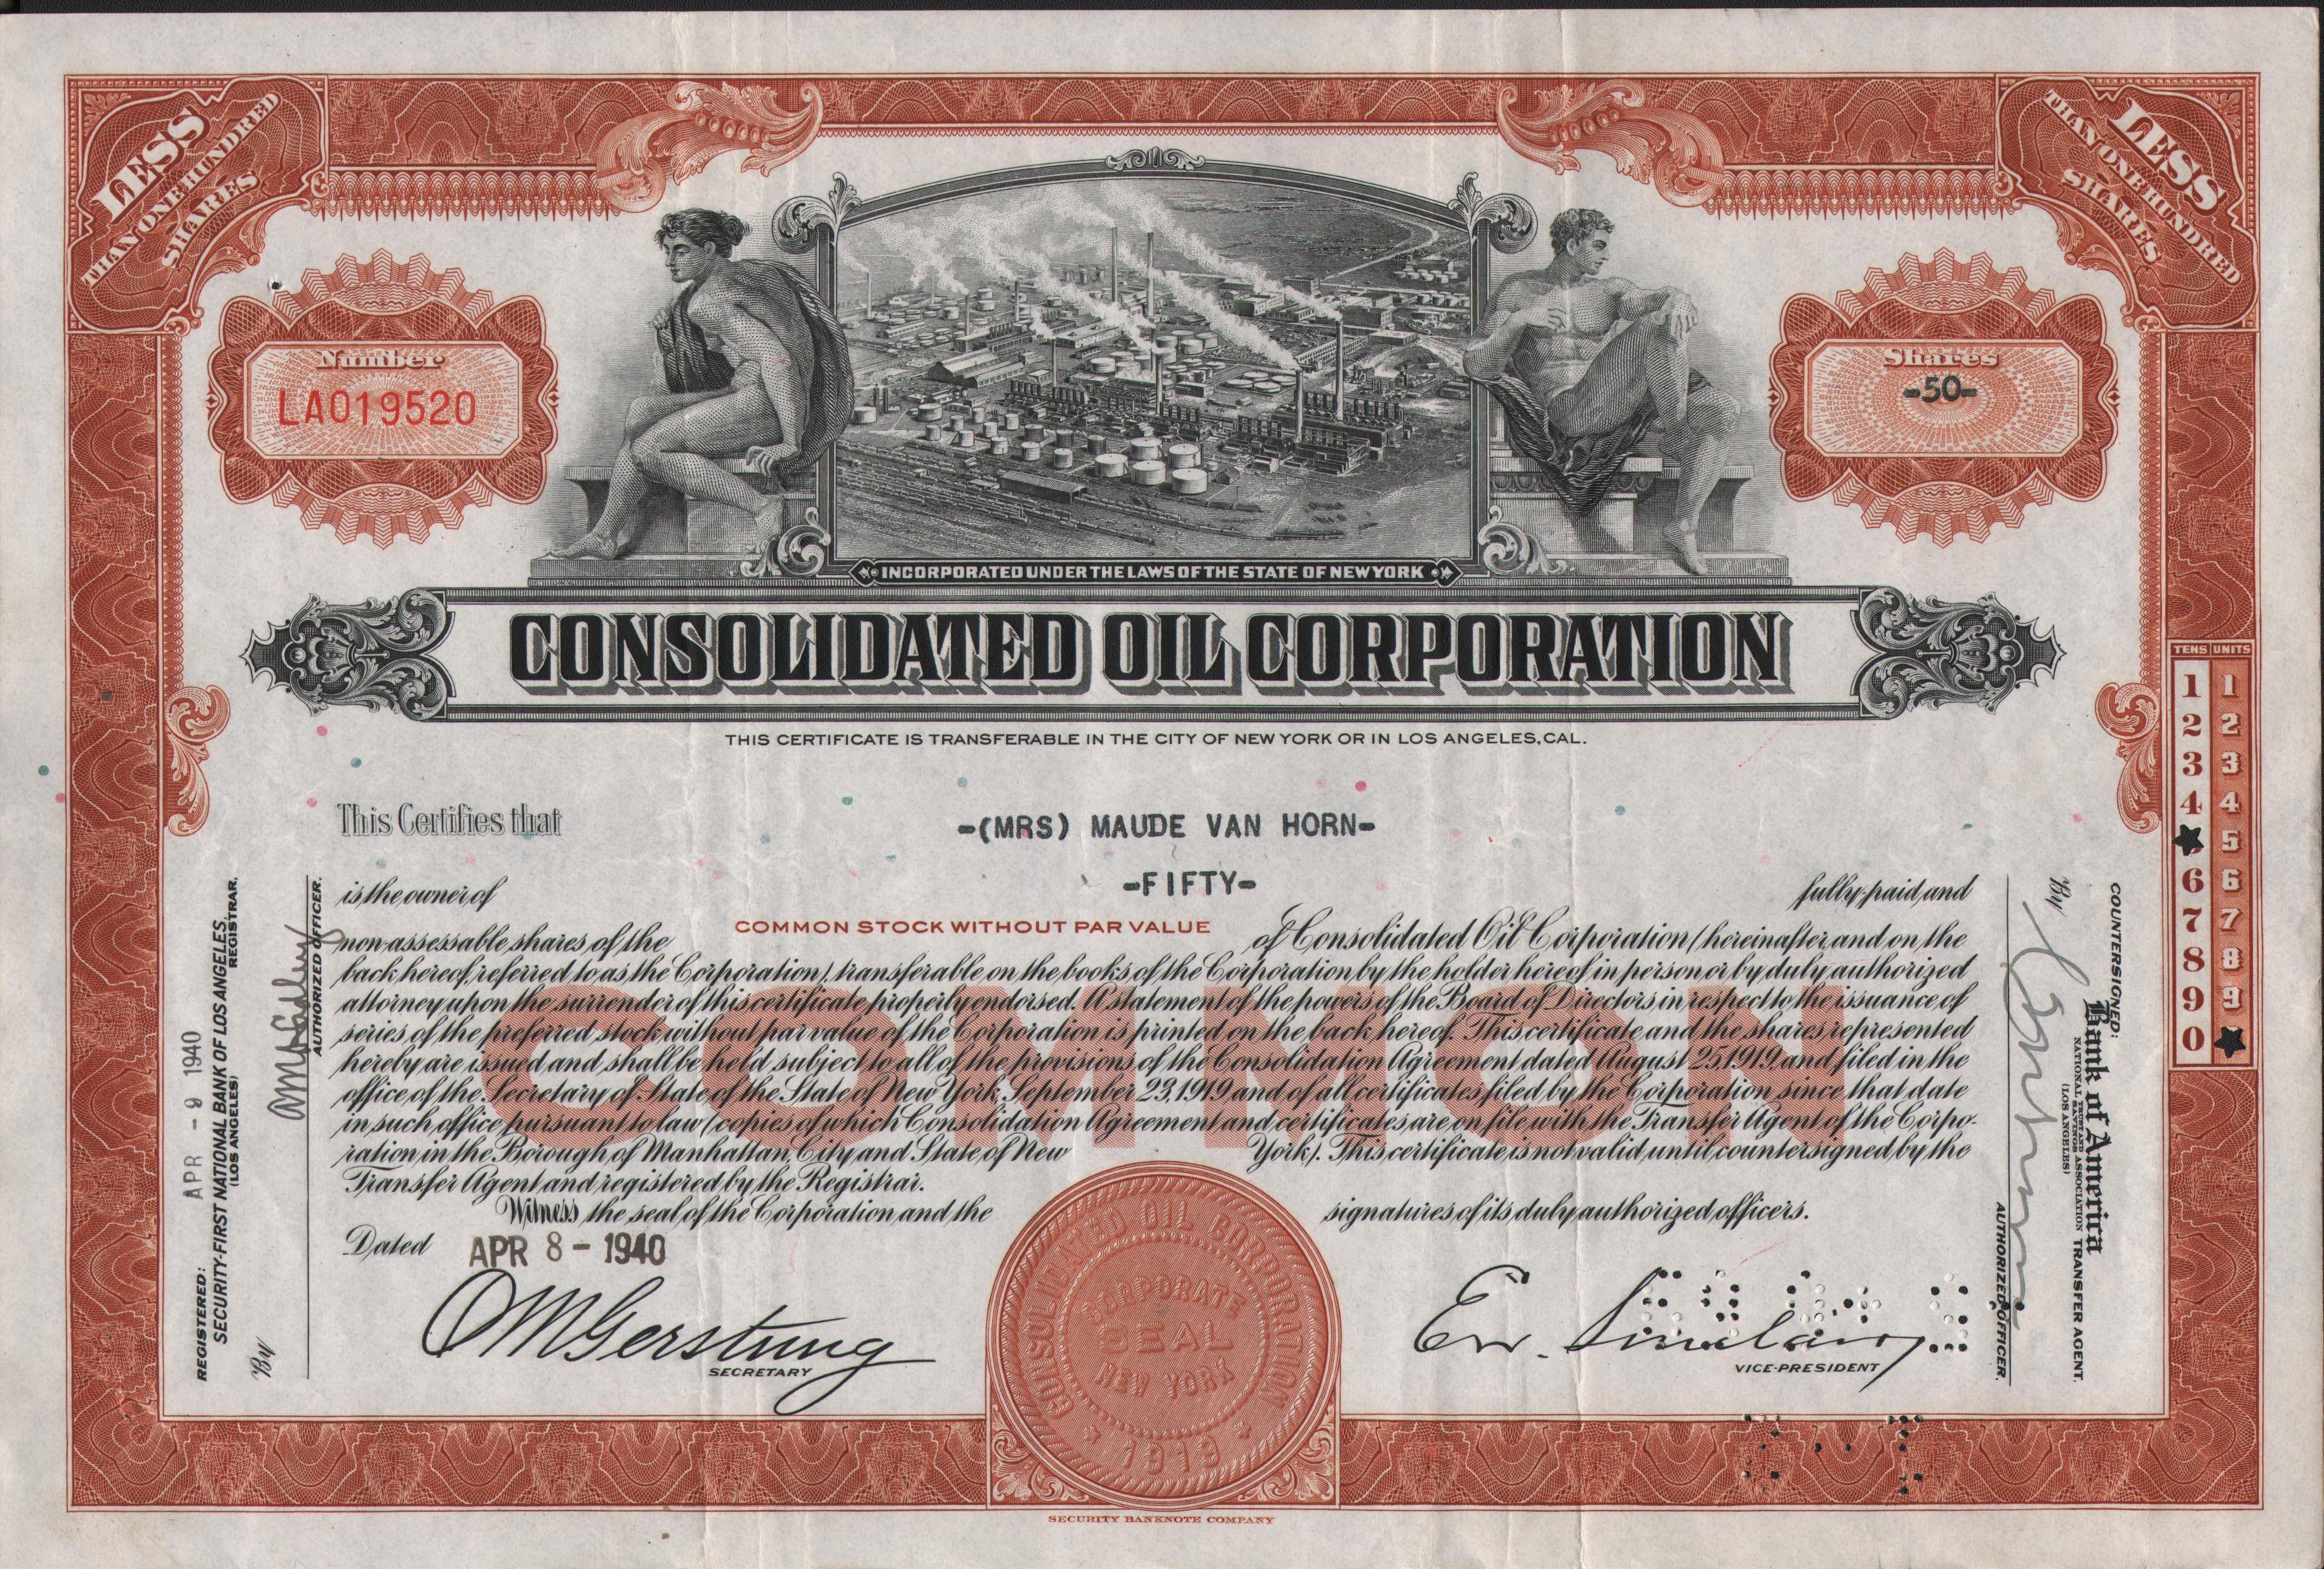 LESS
THAN ONE HUNDRED
SHARES
LESS
THAN ONE HUNDRED
SHARES
Number
LA019520
Shares
-50-
INCORPORATED UNDER THE LAWS OF THE STATE OF NEW YORK
CONSOLIDATED OIL CORPORATION
THIS CERTIFICATE IS TRANSFERABLE IN THE CITY OF NEW YORK OR IN LOS ANGELES, CAL.
TENS UNITS
1 1
2 2
3 3
4 4
5
6 6
7 7
8 8
9 9
0
This Certifies that
-(MRS) MAUDE VAN HORN-
is the owner of
-FIFTY-
fully paid and
non-assessable shares of the COMMON STOCK WITHOUT PAR VALUE of Consolidated Oil Corporation (hereinafter and on the
back hereof referred to as the Corporation), transferable on the books of the Corporation by the holder hereof in person or by duly authorized
attorney upon the surrender of this certificate properly endorsed. A statement of the powers of the Board of Directors in respect to the issuance of
series of the preferred stock without par value of the Corporation is printed on the back hereof. This certificate and the shares represented
hereby are issued and shall be held subject to all of the provisions of the Consolidation Agreement dated August 25, 1919, and filed in the
office of the Secretary of State of the State of New York, September 23, 1919 and of all certificates filed by the Corporation since that date
in such office pursuant to law (copies of which Consolidation Agreement and certificates are on file with the Transfer Agent of the Corpo-
ration in the Borough of Manhattan, City and State of New York). This certificate is not valid until countersigned by the
Transfer Agent and registered by the Registrar.
COMMON
Witness the seal of the Corporation and the signatures of its duly authorized officers.
Dated APR 8 - 1940
OM Gerstung
SECRETARY
CONSOLIDATED OIL CORPORATION
CORPORATE
SEAL
NEW YORK
1919
E.W. Sinclair
VICE-PRESIDENT
REGISTERED: APR - 9 1940
SECURITY-FIRST NATIONAL BANK OF LOS ANGELES,
(LOS ANGELES) REGISTRAR.
By
AUTHORIZED OFFICER.
COUNTERSIGNED:
Bank of America
NATIONAL TRUST AND SAVINGS ASSOCIATION TRANSFER AGENT.
(LOS ANGELES)
By
AUTHORIZED OFFICER.
SECURITY BANKNOTE COMPANY